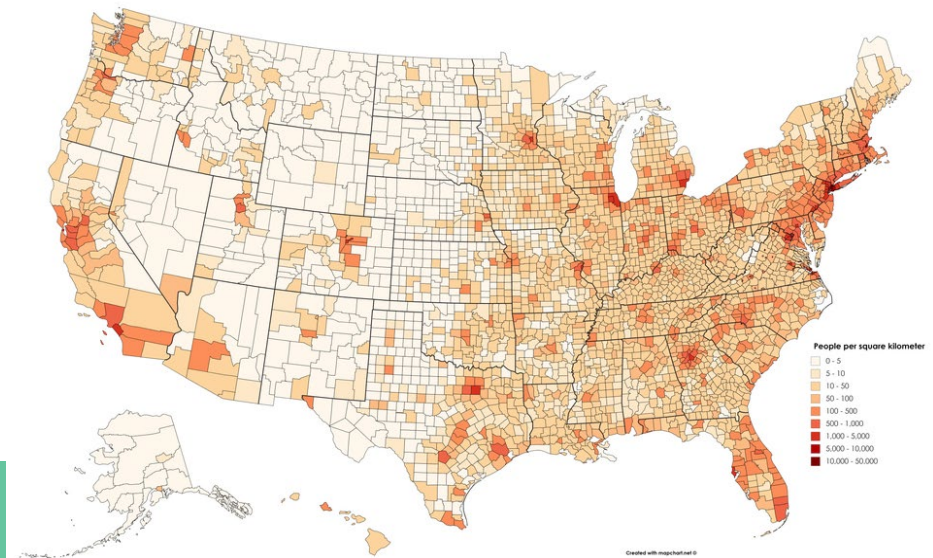 People per square kilometer
0 - 5
5 - 10
10 - 50
50 - 100
100 - 500
500 - 1,000
1,000 - 5,000
5,000 - 10,000
10,000 - 50,000
Created with mapchart.net ©